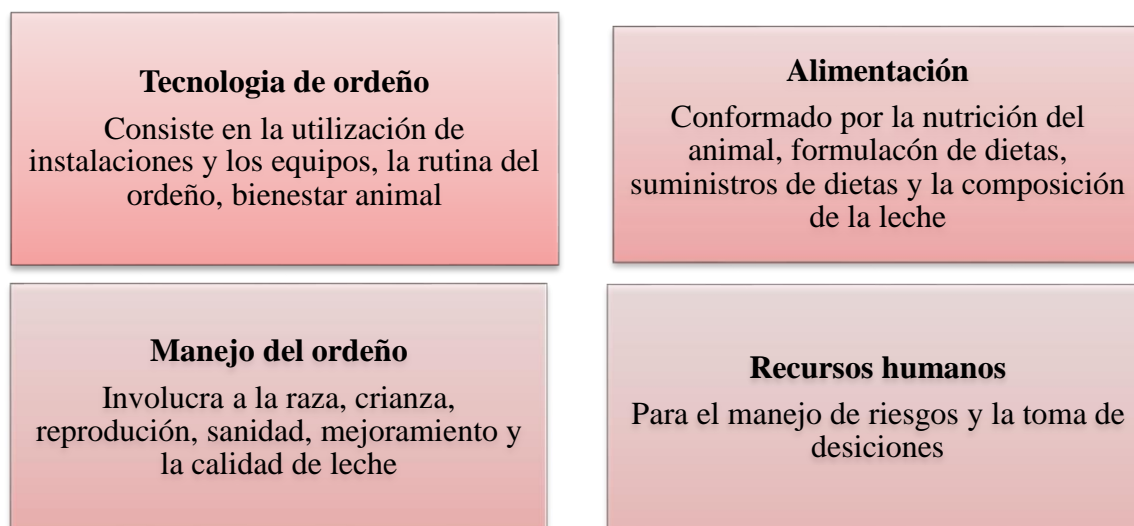 Tecnologia de ordeño
Consiste en la utilización de
instalaciones y los equipos, la rutina del
ordeño, bienestar animal
Alimentación
Conformado por la nutrición del
animal, formulacón de dietas,
suministros de dietas y la composición
de la leche
Manejo del ordeño
Involucra a la raza, crianza,
reprodución, sanidad, mejoramiento y
la calidad de leche
Recursos humanos
Para el manejo de riesgos y la toma de
desiciones